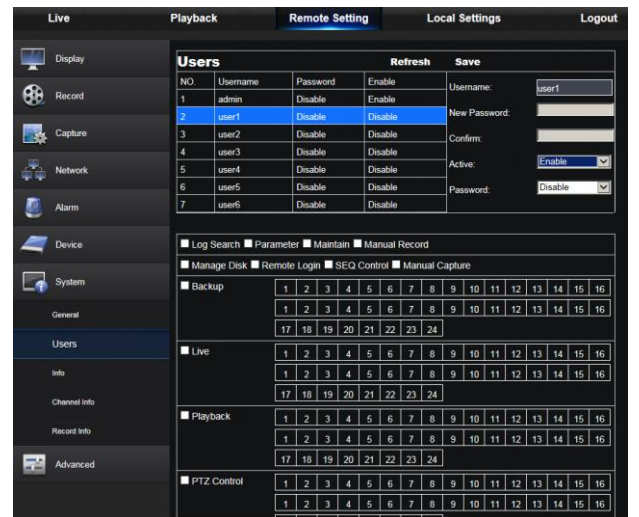 Live Playback Remote Setting Local Settings Logout
Display
Record
Capture
Network
Alarm
Device
System
General
Users
Info
Channel Info
Record Info
Advanced
Users Refresh Save
NO. Username Password Enable
1 admin Disable Enable
2 user1 Disable Disable
3 user2 Disable Disable
4 user3 Disable Disable
5 user4 Disable Disable
6 user5 Disable Disable
7 user6 Disable Disable
Username: user1
New Password:
Confirm:
Active: Enable
Password: Disable
Log Search Parameter Maintain Manual Record
Manage Disk Remote Login SEQ Control Manual Capture
Backup 1 2 3 4 5 6 7 8 9 10 11 12 13 14 15 16
1 2 3 4 5 6 7 8 9 10 11 12 13 14 15 16
17 18 19 20 21 22 23 24
Live 1 2 3 4 5 6 7 8 9 10 11 12 13 14 15 16
1 2 3 4 5 6 7 8 9 10 11 12 13 14 15 16
17 18 19 20 21 22 23 24
Playback 1 2 3 4 5 6 7 8 9 10 11 12 13 14 15 16
1 2 3 4 5 6 7 8 9 10 11 12 13 14 15 16
17 18 19 20 21 22 23 24
PTZ Control 1 2 3 4 5 6 7 8 9 10 11 12 13 14 15 16
1 2 3 4 5 6 7 8 9 10 11 12 13 14 15 16